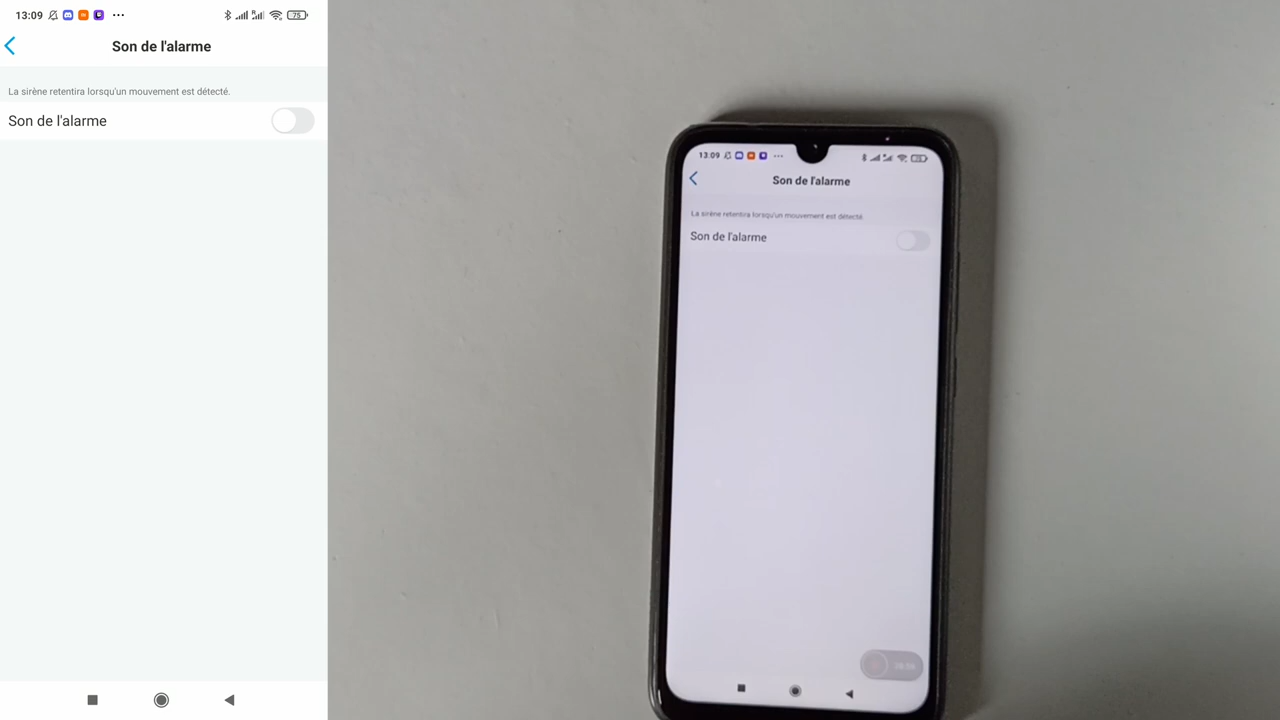 13:09
75
Son de l'alarme
La sirène retentira lorsqu'un mouvement est détecté.
Son de l'alarme
13:09
Son de l'alarme
La sirène retentira lorsqu'un mouvement est détecté.
Son de l'alarme